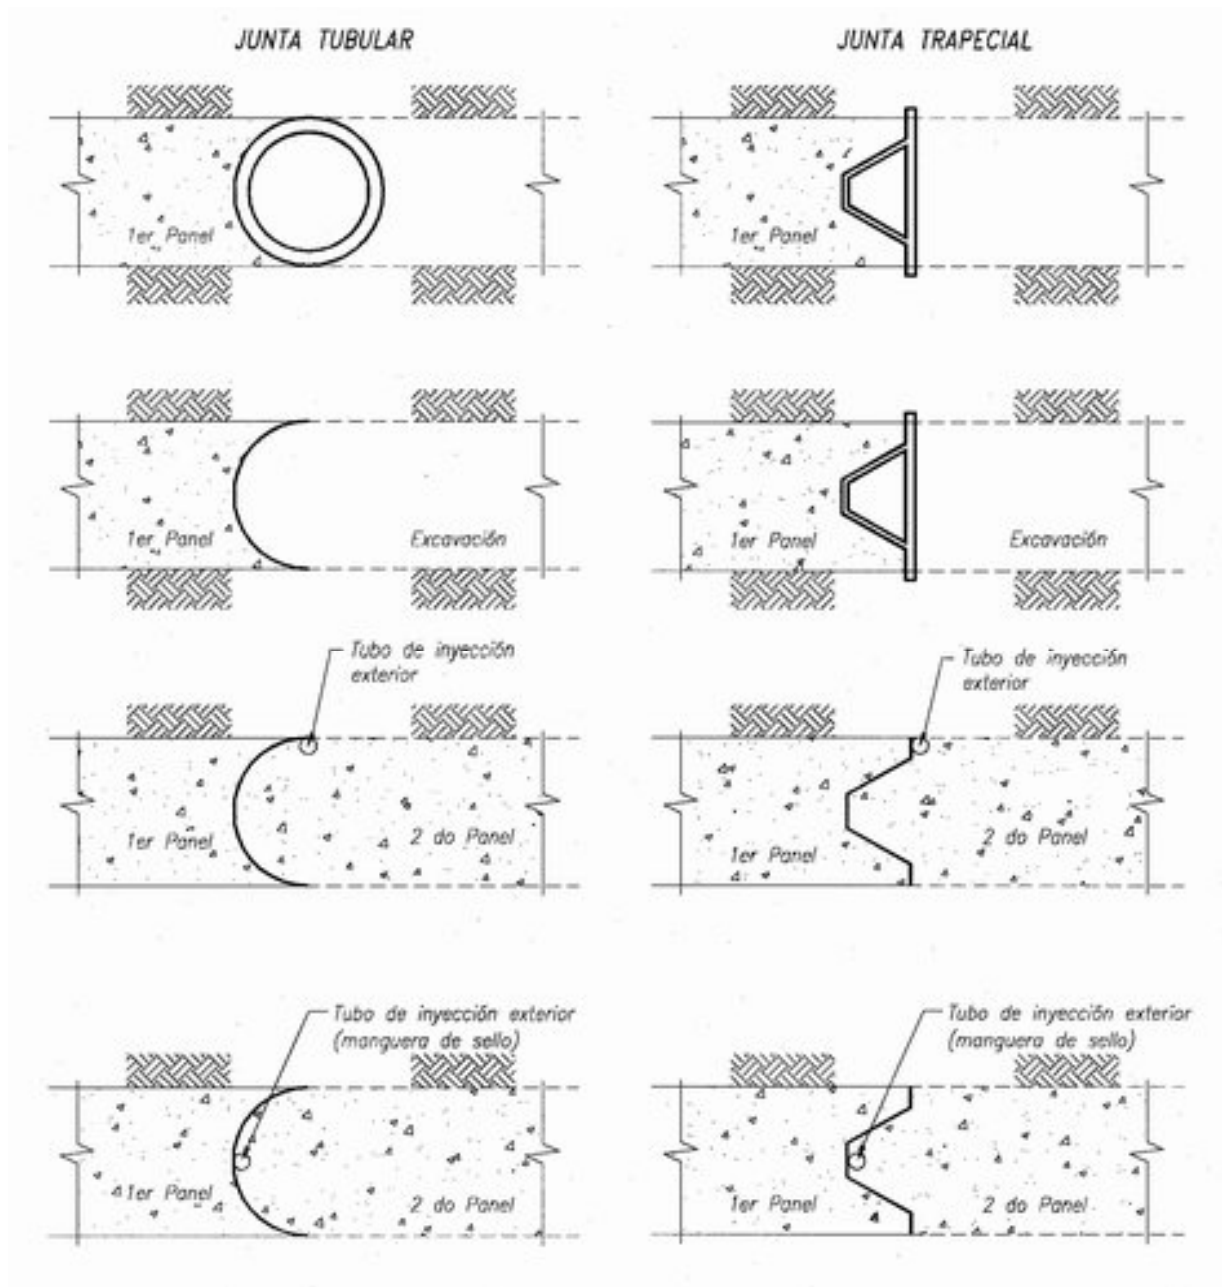 JUNTA TUBULAR
JUNTA TRAPECIAL
1er Panel
1er Panel
1er Panel
Excavación
1er Panel
Excavación
Tubo de inyección
exterior
Tubo de inyección
exterior
1er Panel
2 do Panel
1er Panel
2 do Panel
Tubo de inyección exterior
(manguera de sello)
Tubo de inyección exterior
(manguera de sello)
1er Panel
2 do Panel
1er Panel
2 do Panel